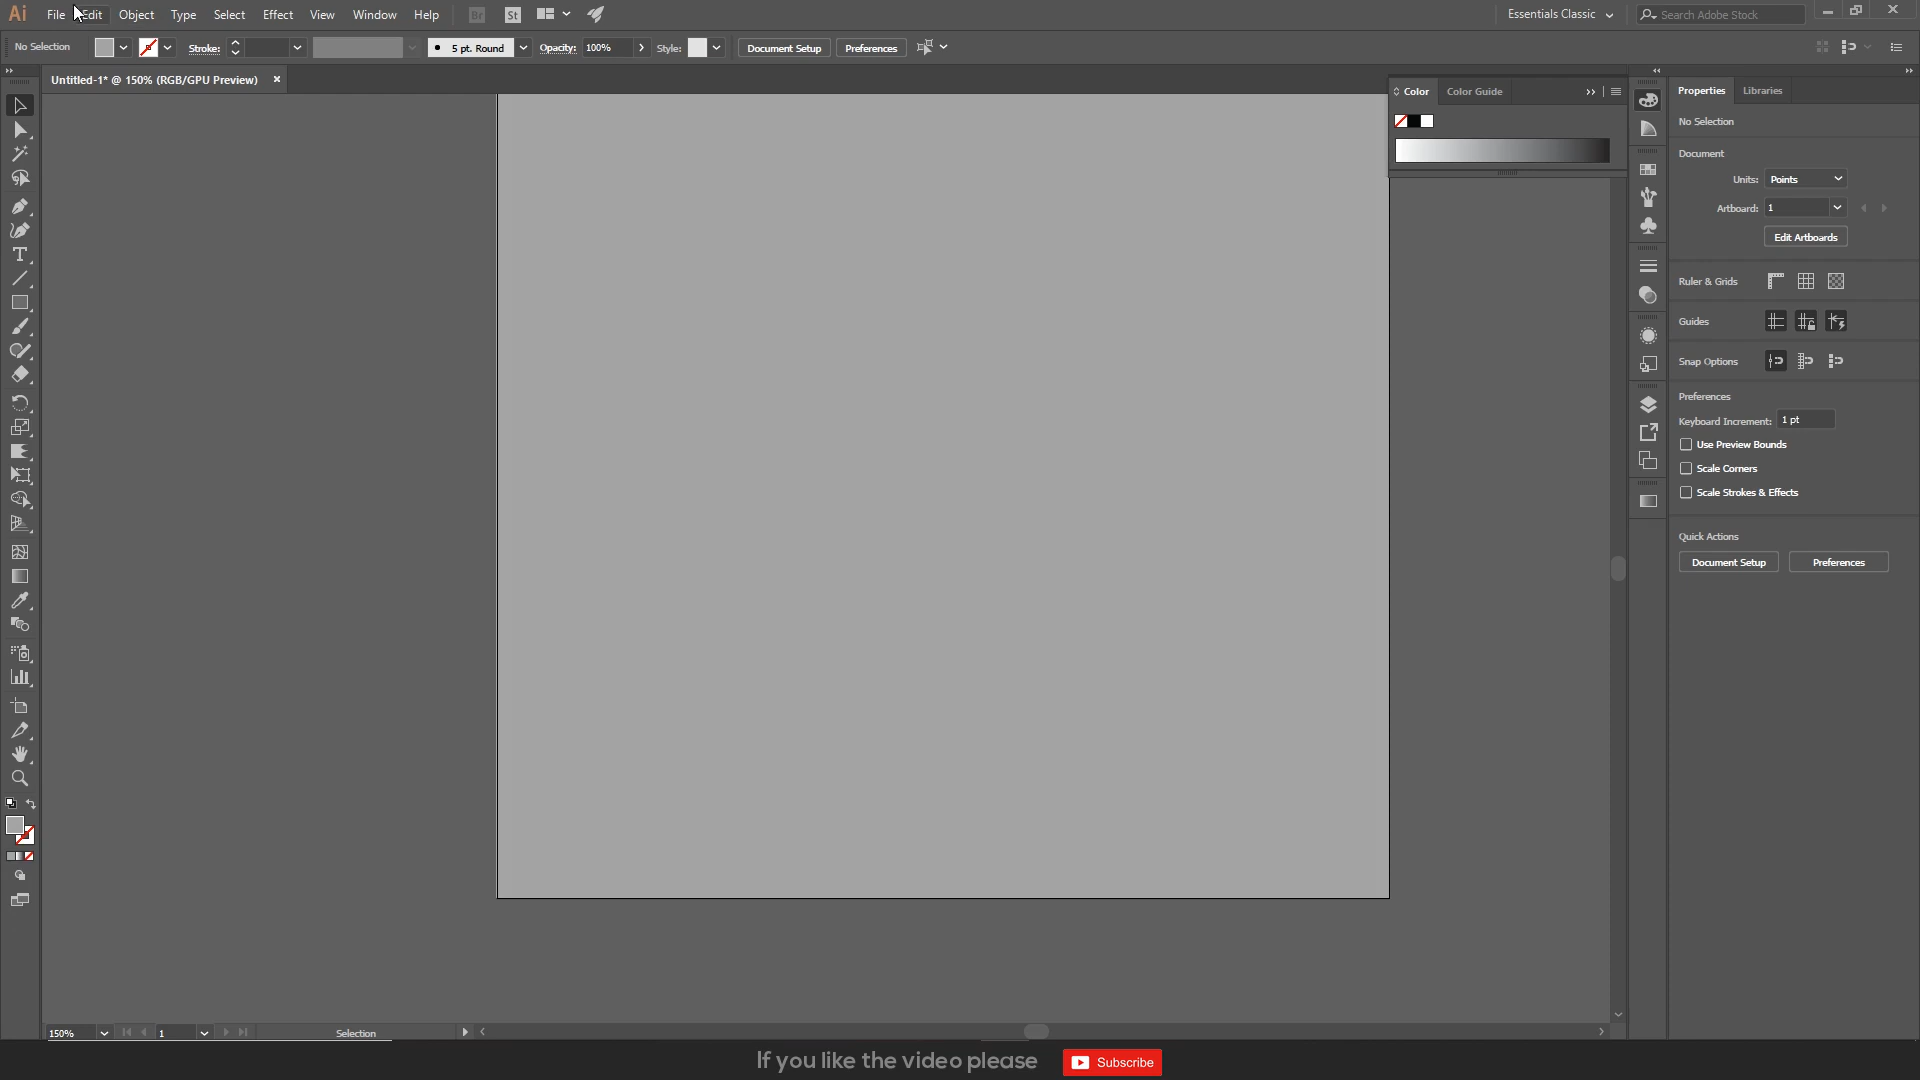 Ai File Edit Object Type Select Effect View Window Help Br St Essentials Classic Search Adobe Stock
No Selection Stroke: 5 pt. Round Opacity: 100% Style: Document Setup Preferences
Untitled-1* @ 150% (RGB/GPU Preview)
Color Color Guide
Properties Libraries
No Selection
Document
Units: Points
Artboard: 1
Edit Artboards
Ruler & Grids
Guides
Snap Options
Preferences
Keyboard Increment: 1 pt
Use Preview Bounds
Scale Corners
Scale Strokes & Effects
Quick Actions
Document Setup Preferences
150% 1 Selection
If you like the video please Subscribe